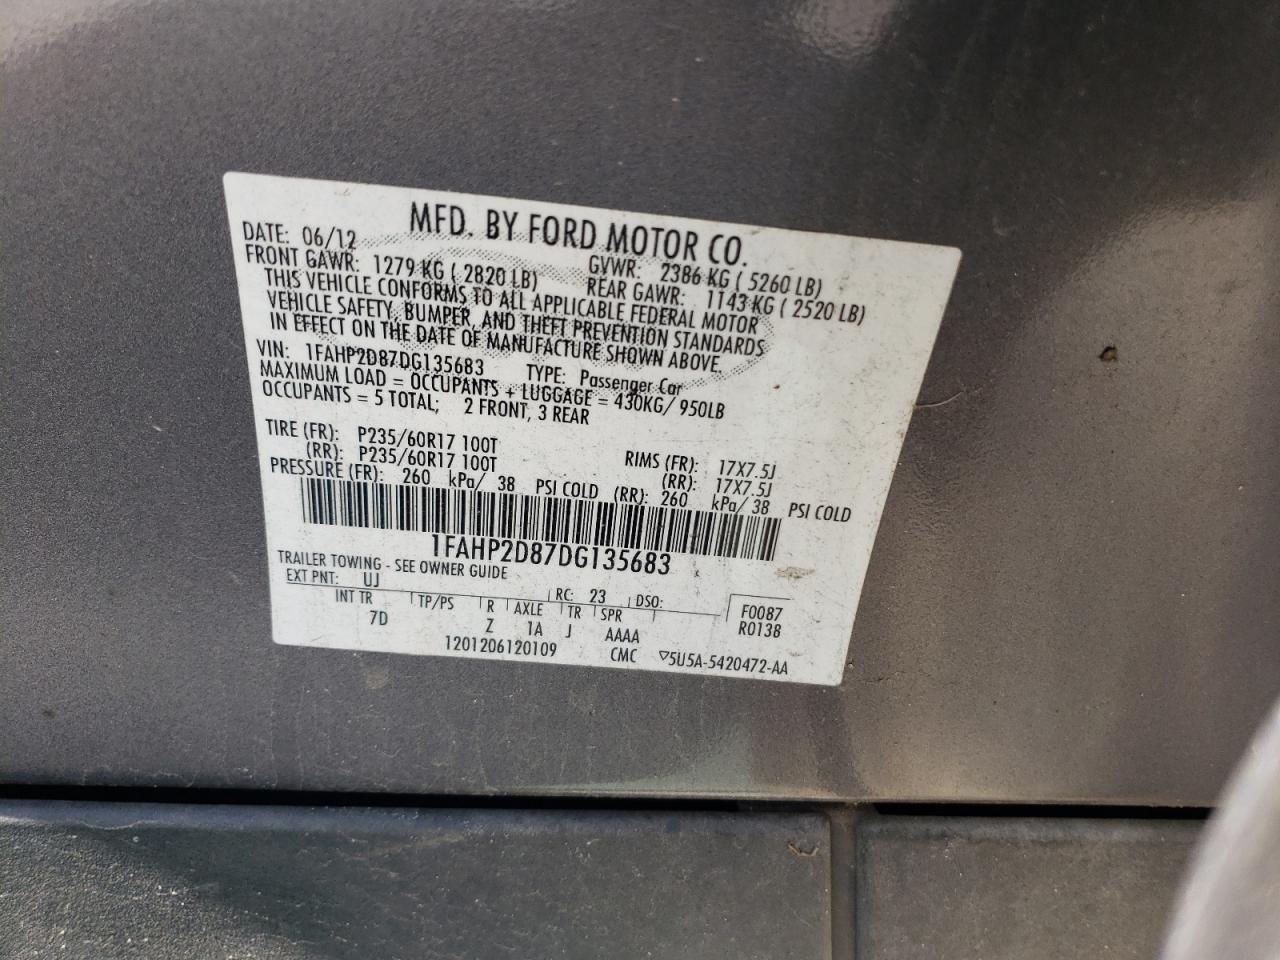 MFD. BY FORD MOTOR CO.
DATE: 06/12 GVWR: 2386 KG ( 5260 LB)
FRONT GAWR: 1279 KG ( 2820 LB) REAR GAWR: 1143 KG ( 2520 LB)
THIS VEHICLE CONFORMS TO ALL APPLICABLE FEDERAL MOTOR
VEHICLE SAFETY, BUMPER, AND THEFT PREVENTION STANDARDS
IN EFFECT ON THE DATE OF MANUFACTURE SHOWN ABOVE.
VIN: 1FAHP2D87DG135683 TYPE: Passenger Car
MAXIMUM LOAD = OCCUPANTS + LUGGAGE = 430KG/ 950LB
OCCUPANTS = 5 TOTAL; 2 FRONT, 3 REAR
TIRE (FR): P235/60R17 100T RIMS (FR): 17X7.5J
(RR): P235/60R17 100T (RR): 17X7.5J
PRESSURE (FR): 260 kPa/ 38 PSI COLD (RR): 260 kPa/ 38 PSI COLD
1FAHP2D87DG135683
TRAILER TOWING - SEE OWNER GUIDE
EXT PNT: UJ RC: 23 DSO:
INT TR TP/PS R AXLE TR SPR F0087
7D Z 1A J AAAA R0138
1201206120109 CMC ▽5U5A-5420472-AA